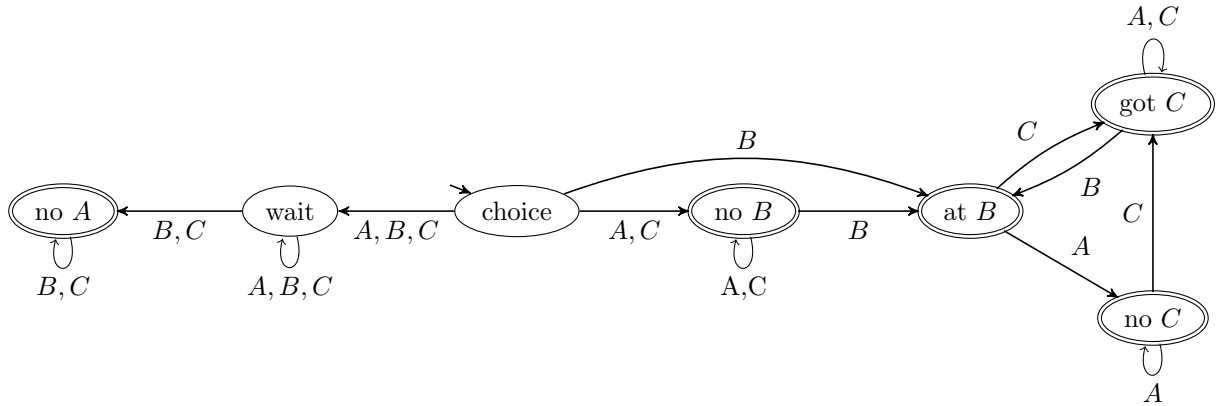 A, C
got C
B
C
B
no A
wait
choice
no B
at B
B, C
A, B, C
A, C
B
A
C
B, C
A, B, C
A,C
no C
A